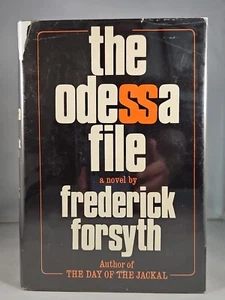 the
odessa
file
a novel by
frederick
forsyth
Author of
THE DAY OF THE JACKAL